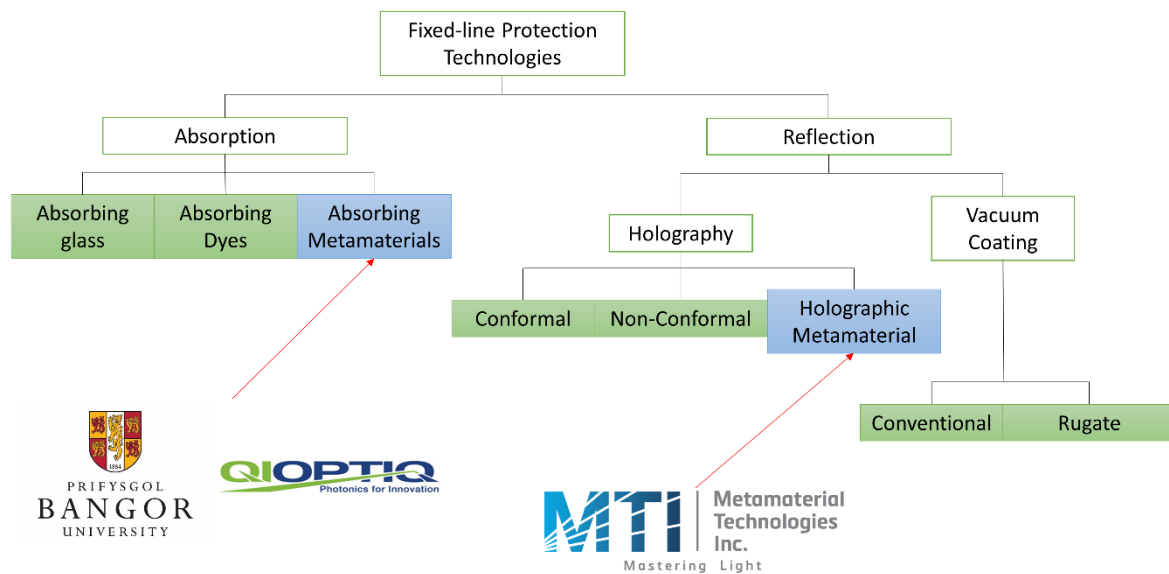 Fixed-line Protection
Technologies
Absorption
Reflection
Absorbing
glass
Absorbing
Dyes
Absorbing
Metamaterials
Holography
Vacuum
Coating
Conformal
Non-Conformal
Holographic
Metamaterial
Conventional
Rugate
1884
PRIFYSGOL
BANGOR
UNIVERSITY
QIOPTIQ
Photonics for Innovation
MTI
Metamaterial
Technologies
Inc.
Mastering Light